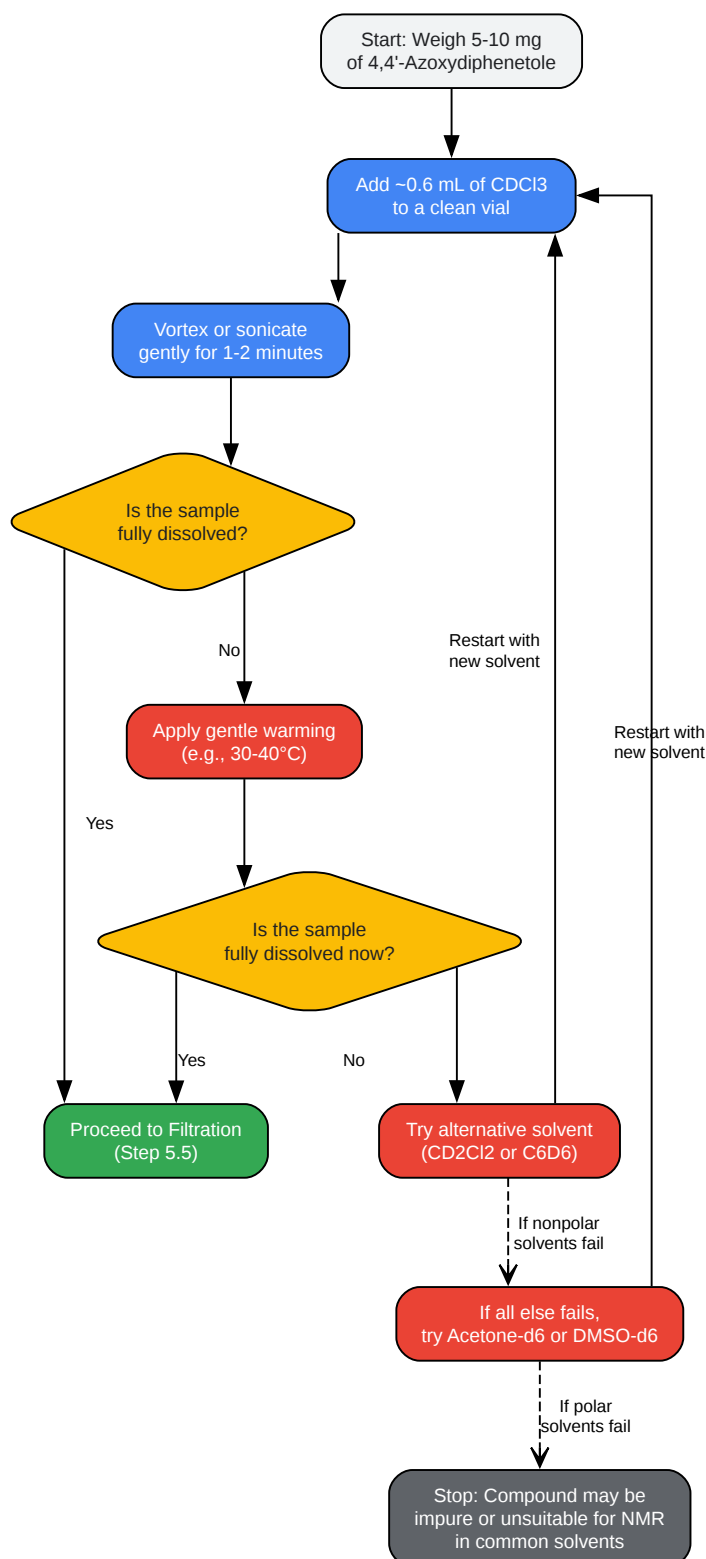 Start: Weigh 5-10 mg
of 4,4'-Azoxydiphenetole
Add ~0.6 mL of CDCl3
to a clean vial
Vortex or sonicate
gently for 1-2 minutes
Is the sample
fully dissolved?
No
Restart with
new solvent
Apply gentle warming
(e.g., 30-40°C)
Restart with
new solvent
Yes
Is the sample
fully dissolved now?
Yes
No
Proceed to Filtration
(Step 5.5)
Try alternative solvent
(CD2Cl2 or C6D6)
If nonpolar
solvents fail
If all else fails,
try Acetone-d6 or DMSO-d6
If polar
solvents fail
Stop: Compound may be
impure or unsuitable for NMR
in common solvents